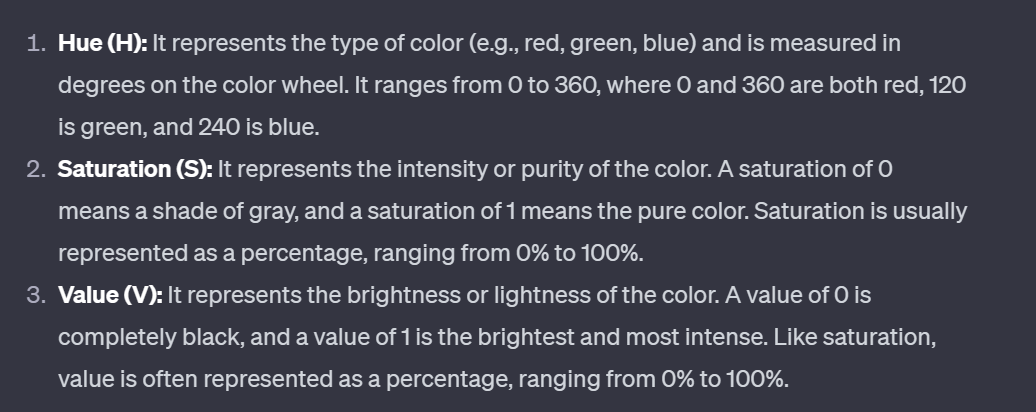 1. Hue (H): It represents the type of color (e.g., red, green, blue) and is measured in
degrees on the color wheel. It ranges from 0 to 360, where 0 and 360 are both red, 120
is green, and 240 is blue.
2. Saturation (S): It represents the intensity or purity of the color. A saturation of 0
means a shade of gray, and a saturation of 1 means the pure color. Saturation is usually
represented as a percentage, ranging from 0% to 100%.
3. Value (V): It represents the brightness or lightness of the color. A value of 0 is
completely black, and a value of 1 is the brightest and most intense. Like saturation,
value is often represented as a percentage, ranging from 0% to 100%.